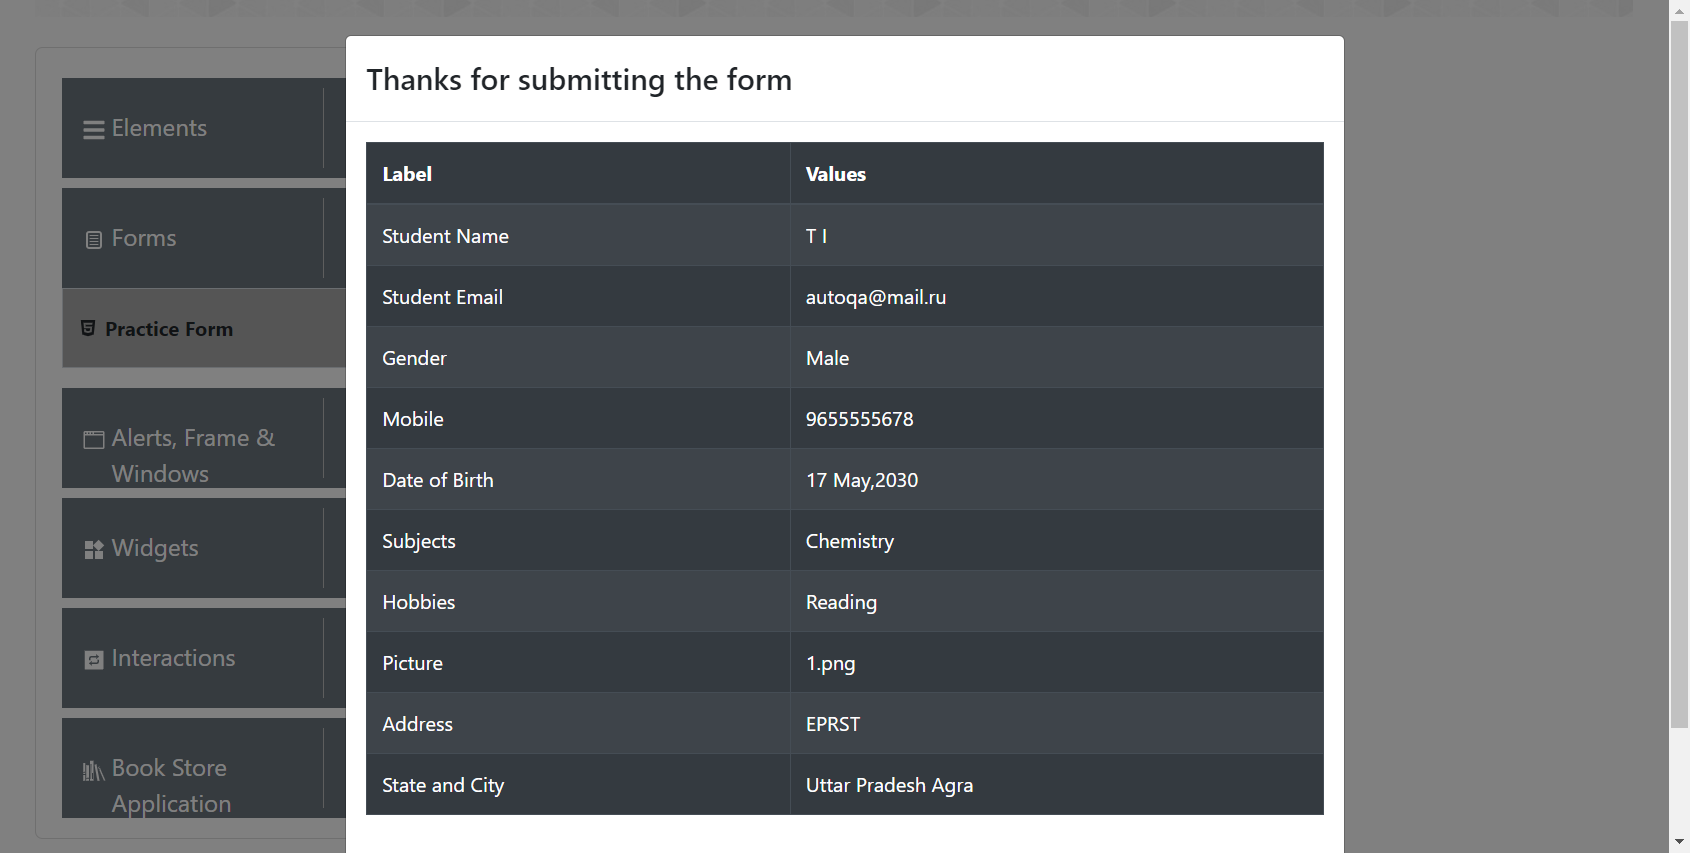 Elements
Forms
Practice Form
Alerts, Frame &
Windows
Widgets
Interactions
Book Store
Application
Thanks for submitting the form
Label Values
Student Name T I
Student Email autoqa@mail.ru
Gender Male
Mobile 9655555678
Date of Birth 17 May,2030
Subjects Chemistry
Hobbies Reading
Picture 1.png
Address EPRST
State and City Uttar Pradesh Agra